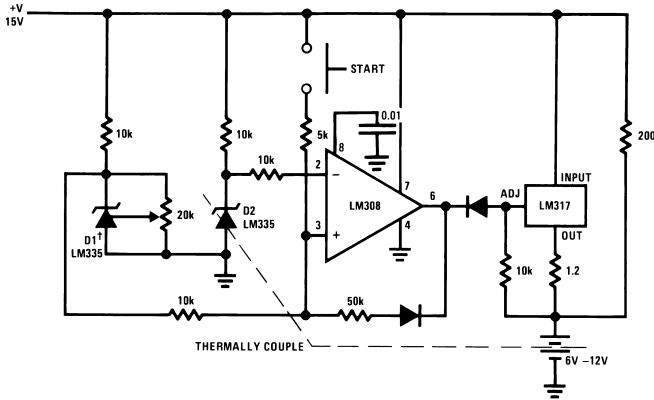 +V
15V
START
10k
10k
5k
0.01
8
200
10k
2
−
7
INPUT
20k
D2
LM335
LM308
6
ADJ
LM317
D1†
LM335
3
+
4
OUT
10k
1.2
10k
50k
THERMALLY COUPLE
6V −12V